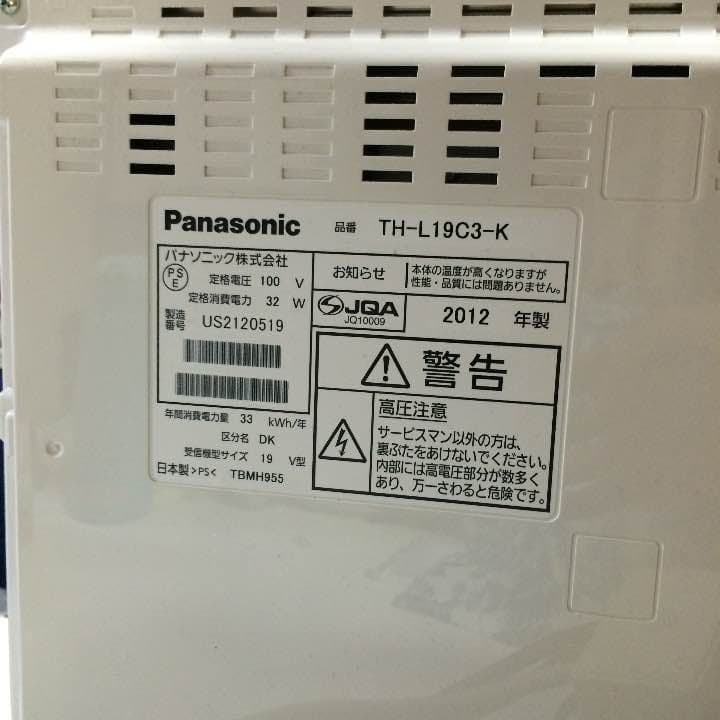 Panasonic 品番 TH-L19C3-K
パナソニック株式会社
PSE 定格電圧 100 V
定格消費電力 32 W
製造番号 US2120519
年間消費電力量 33 kWh/年
区分名 DK
受信機型サイズ 19 V型
日本製 >PS< TBMH955
お知らせ
本体の温度が高くなりますが
性能・品質には問題ありません。
JQA
JQ10009
2012 年製
警告
高圧注意
サービスマン以外の方は、
裏ぶたをあけないでください。
内部には高電圧部分が数多く
あり、万一さわると危険です。